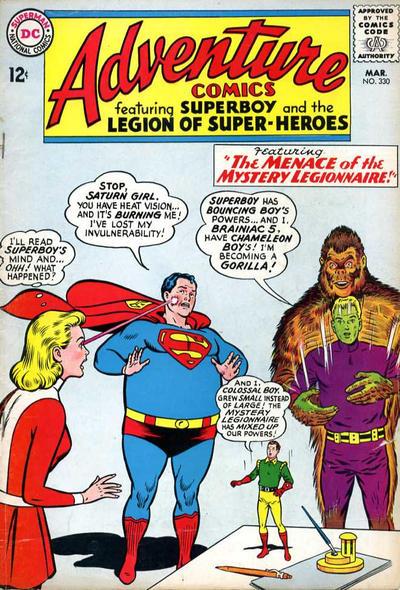 SUPERMAN
DC
NATIONAL COMICS
12¢
Adventure
COMICS
featuring SUPERBOY and the
LEGION OF SUPER-HEROES
APPROVED
BY THE
COMICS
CODE
CA
AUTHORITY
MAR.
NO. 330
Featuring
"The MENACE of the
MYSTERY LEGIONNAIRE!"
STOP,
SATURN GIRL.
YOU HAVE HEAT VISION...
AND IT'S BURNING ME!
I'VE LOST MY
INVULNERABILITY!
SUPERBOY HAS
BOUNCING BOY'S
POWERS... AND I,
BRAINIAC 5,
HAVE CHAMELEON
BOY'S! I'M
BECOMING A
GORILLA!
I'LL READ
SUPERBOY'S
MIND AND...
OHH! WHAT
HAPPENED?
S
AND I,
COLOSSAL BOY,
GREW SMALL INSTEAD
OF LARGE! THE
MYSTERY
LEGIONNAIRE
HAS MIXED UP
OUR POWERS!